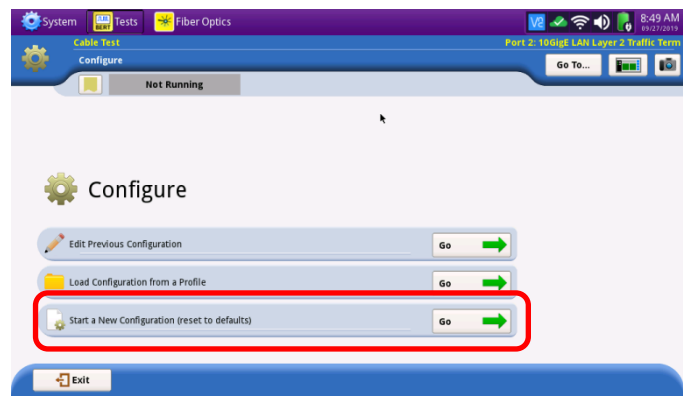 System Tests Fiber Optics V2 8:49 AM
09/27/2019
Cable Test Port 2: 10GigE LAN Layer 2 Traffic Term
Configure Go To...
Not Running
Configure
Edit Previous Configuration Go
Load Configuration from a Profile Go
Start a New Configuration (reset to defaults) Go
Exit